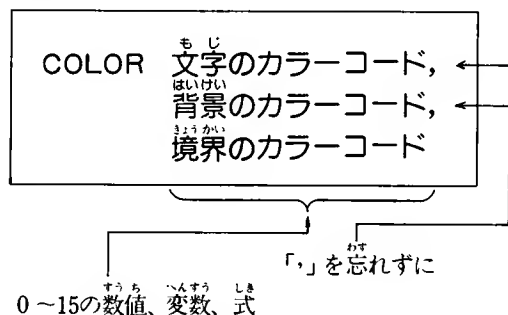 COLOR 文字のカラーコード,
背景のカラーコード,
境界のカラーコード
「,」を忘れずに
0~15の数値、変数、式